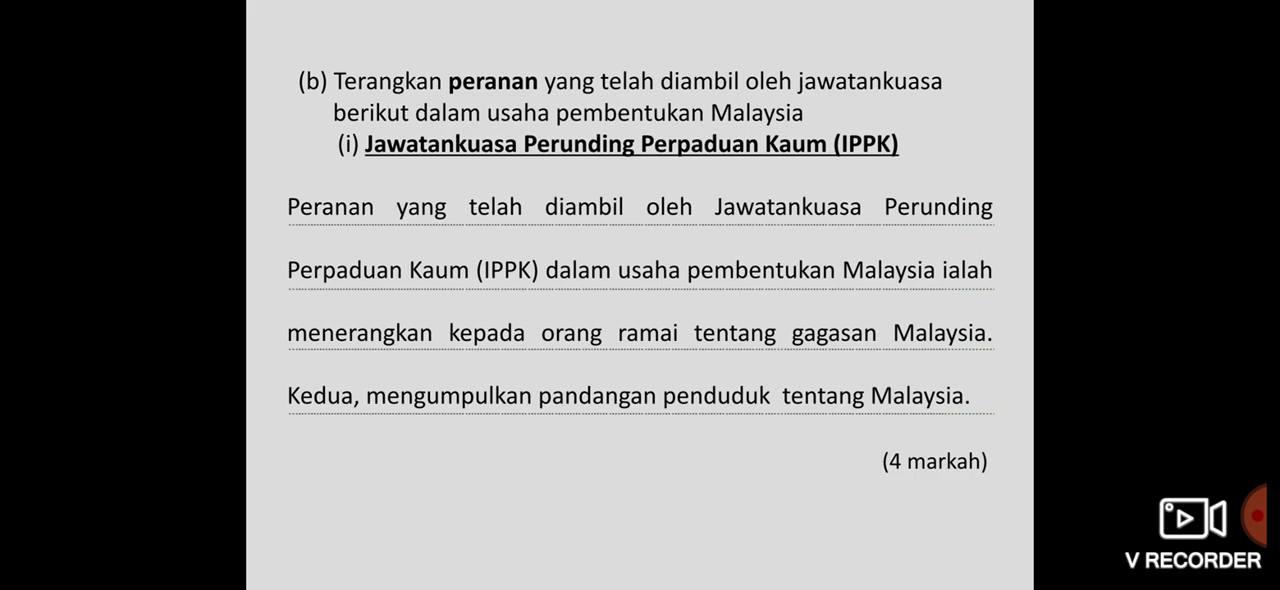 (b) Terangkan peranan yang telah diambil oleh jawatankuasa
berikut dalam usaha pembentukan Malaysia
(i) Jawatankuasa Perunding Perpaduan Kaum (IPPK)
Peranan yang telah diambil oleh Jawatankuasa Perunding
Perpaduan Kaum (IPPK) dalam usaha pembentukan Malaysia ialah
menerangkan kepada orang ramai tentang gagasan Malaysia.
Kedua, mengumpulkan pandangan penduduk tentang Malaysia.
(4 markah)
V RECORDER